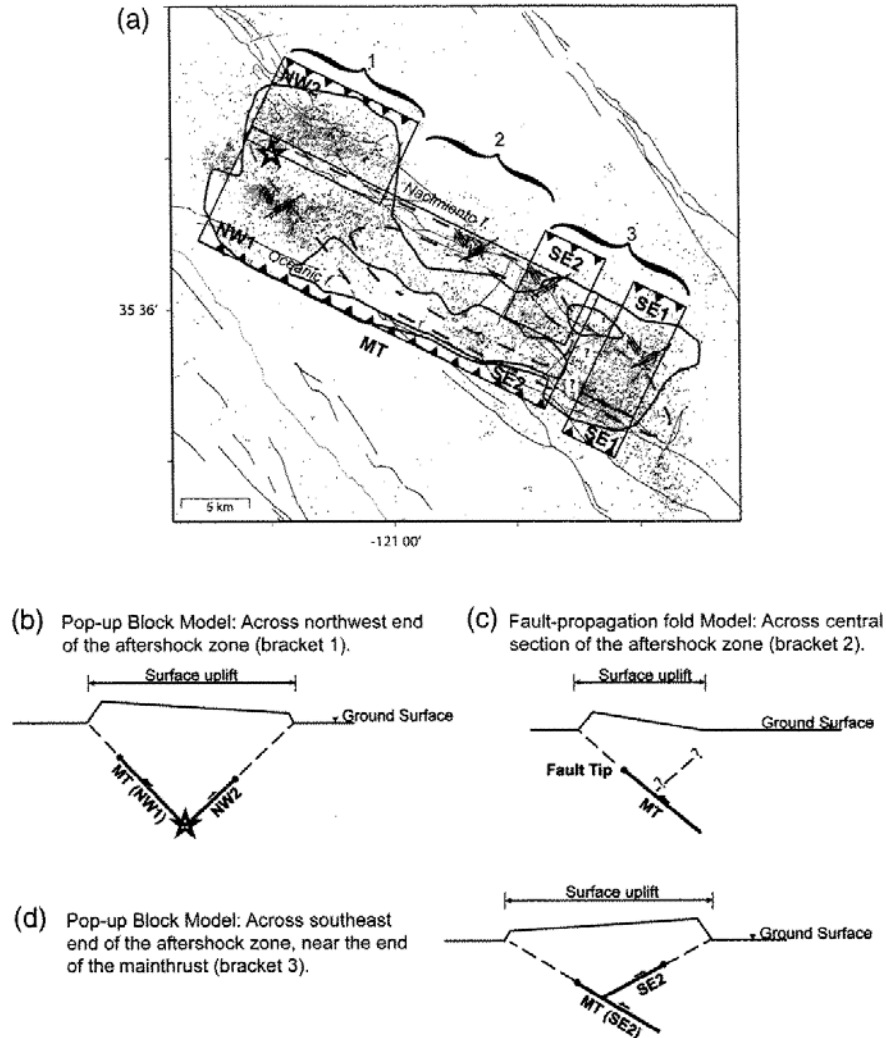 (a)
1
NW2
2
Nacimiento f.
3
SE2
SE1
NW1
Oceanic f.
35 36'
MT
SE2
SE1
5 km
-121 00'
(b) Pop-up Block Model: Across northwest end
of the aftershock zone (bracket 1).
Surface uplift
Ground Surface
MT (NW1)
NW2
(c) Fault-propagation fold Model: Across central
section of the aftershock zone (bracket 2).
Surface uplift
Ground Surface
Fault Tip
?
?
MT
(d) Pop-up Block Model: Across southeast
end of the aftershock zone, near the end
of the mainthrust (bracket 3).
Surface uplift
Ground Surface
SE2
MT (SE2)